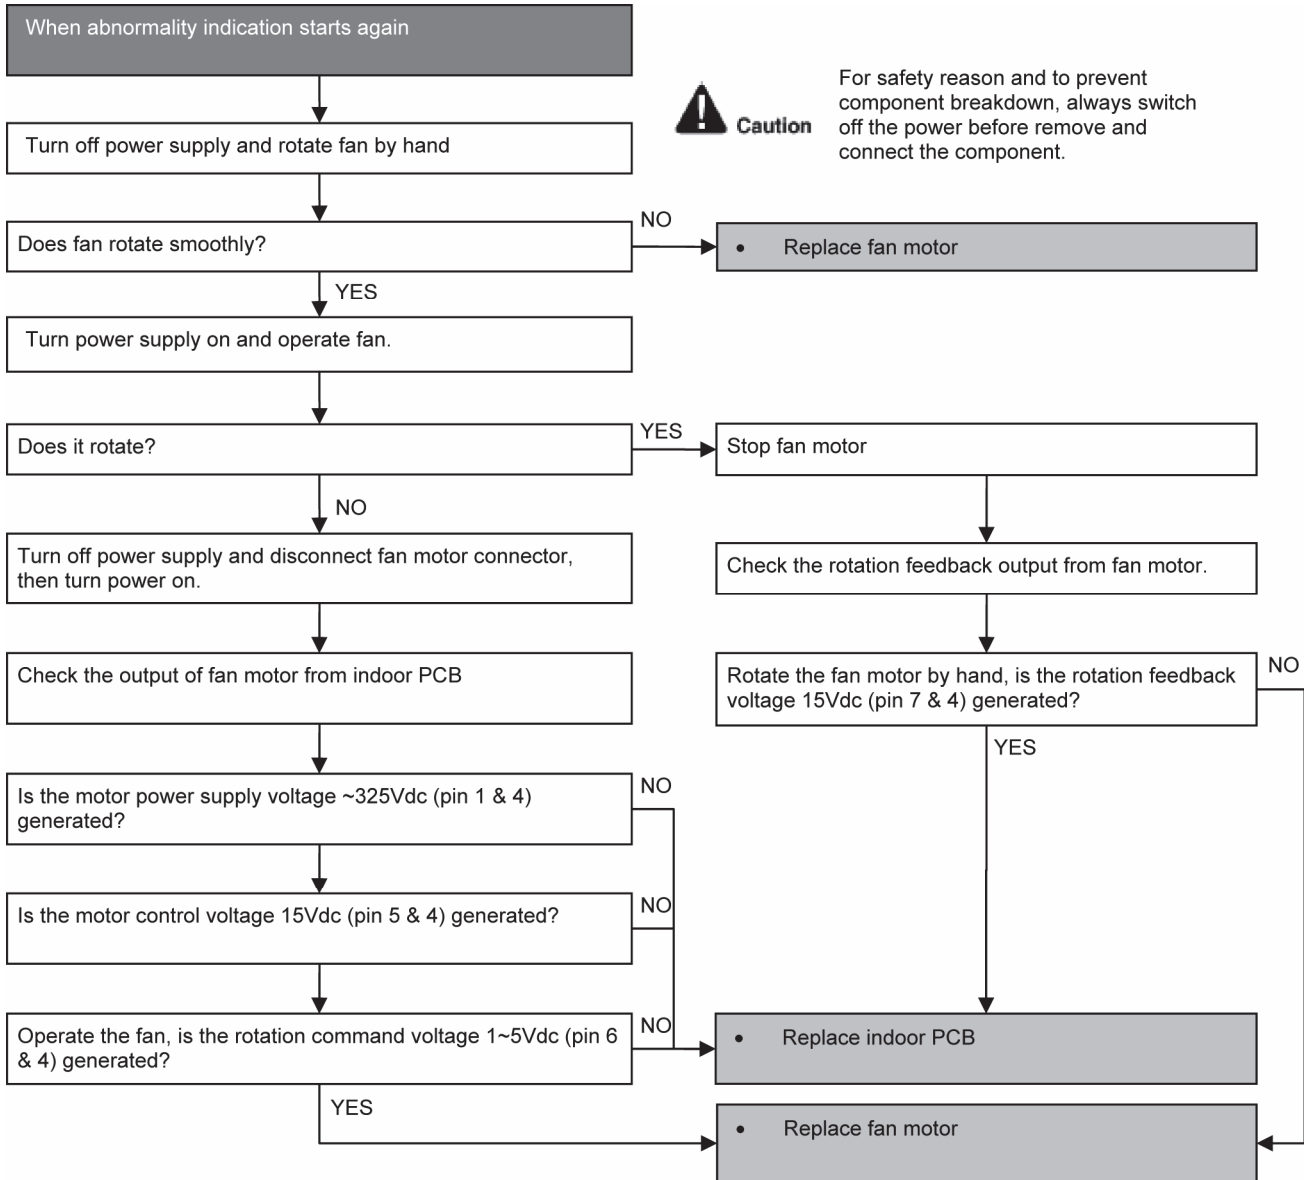 When abnormality indication starts again
Caution
For safety reason and to prevent
component breakdown, always switch
off the power before remove and
connect the component.
Turn off power supply and rotate fan by hand
Does fan rotate smoothly?
NO
• Replace fan motor
YES
Turn power supply on and operate fan.
Does it rotate?
YES
Stop fan motor
NO
Turn off power supply and disconnect fan motor connector,
then turn power on.
Check the rotation feedback output from fan motor.
Check the output of fan motor from indoor PCB
Rotate the fan motor by hand, is the rotation feedback
voltage 15Vdc (pin 7 & 4) generated?
NO
YES
Is the motor power supply voltage ~325Vdc (pin 1 & 4)
generated?
NO
Is the motor control voltage 15Vdc (pin 5 & 4) generated?
NO
Operate the fan, is the rotation command voltage 1~5Vdc (pin 6
& 4) generated?
NO
• Replace indoor PCB
YES
• Replace fan motor